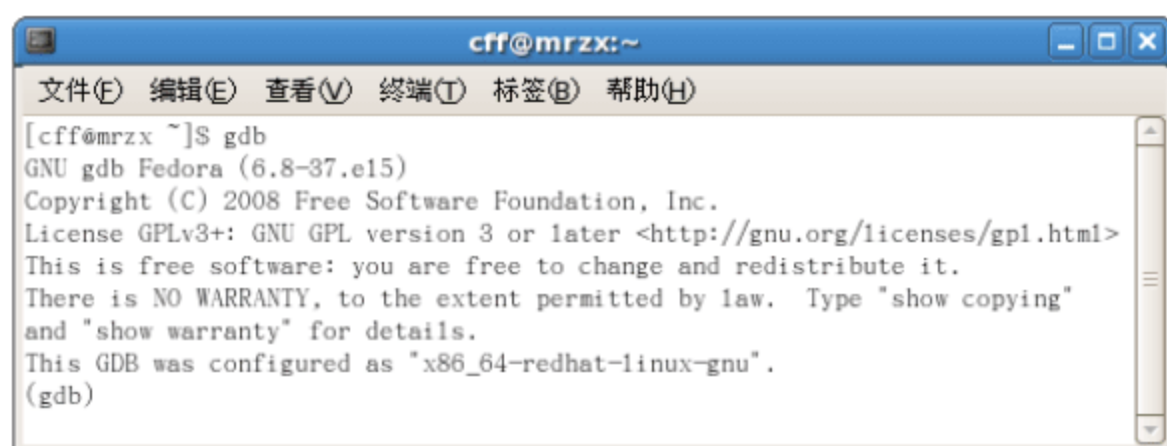 cff@mrzx:~
文件(F) 编辑(E) 查看(V) 终端(T) 标签(B) 帮助(H)
[cff@mrzx ~]$ gdb
GNU gdb Fedora (6.8-37.el5)
Copyright (C) 2008 Free Software Foundation, Inc.
License GPLv3+: GNU GPL version 3 or later <http://gnu.org/licenses/gpl.html>
This is free software: you are free to change and redistribute it.
There is NO WARRANTY, to the extent permitted by law.  Type "show copying"
and "show warranty" for details.
This GDB was configured as "x86_64-redhat-linux-gnu".
(gdb)